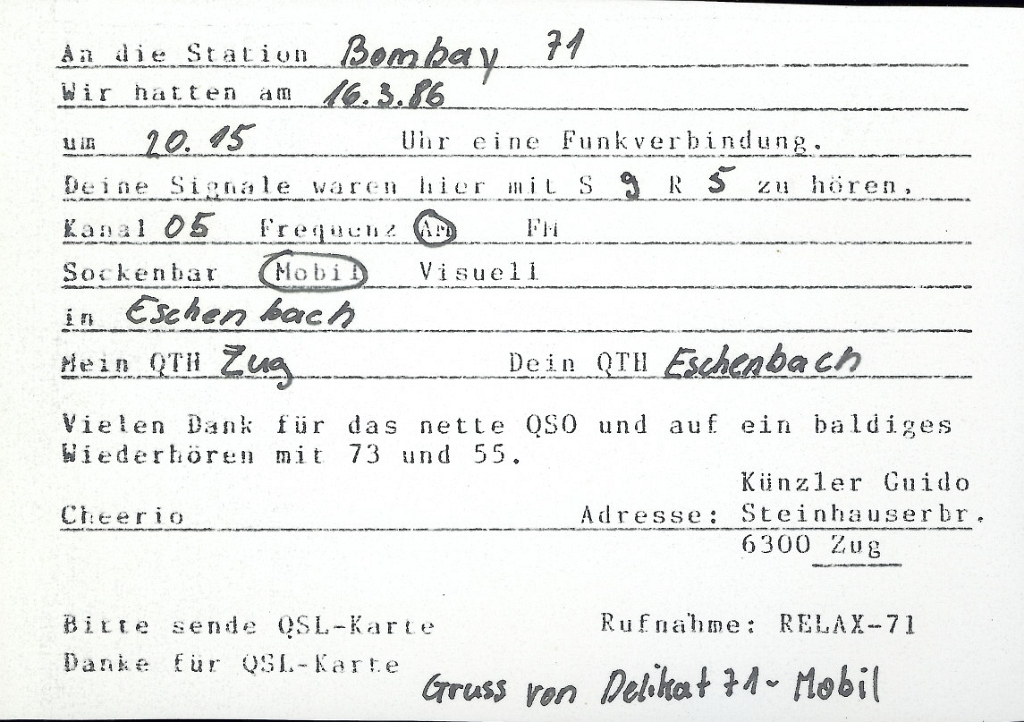 An die Station Bombay 71
Wir hatten am 16.3.86
um 20.15 Uhr eine Funkverbindung.
Deine Signale waren hier mit S 9 R 5 zu hören.
Kanal 05 Frequenz AM FM
Sockenbar Mobil Visuell
in Eschenbach
Mein QTH Zug Dein QTH Eschenbach
Vielen Dank für das nette QSO und auf ein baldiges
Wiederhören mit 73 und 55.
Künzler Guido
Cheerio Adresse: Steinhauserbr.
6300 Zug
Bitte sende QSL-Karte Rufnahme: RELAX-71
Danke für QSL-Karte
Gruss von Delikat 71-Mobil